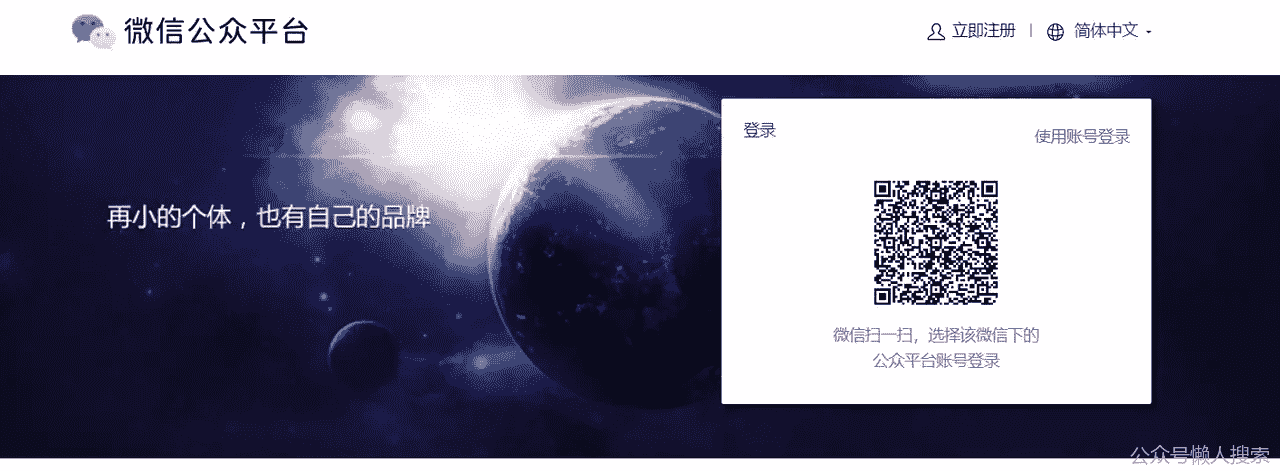 微信公众平台
立即注册 | 简体中文
登录
使用账号登录
再小的个体，也有自己的品牌
微信扫一扫，选择该微信下的
公众平台账号登录
公众号懒人搜索